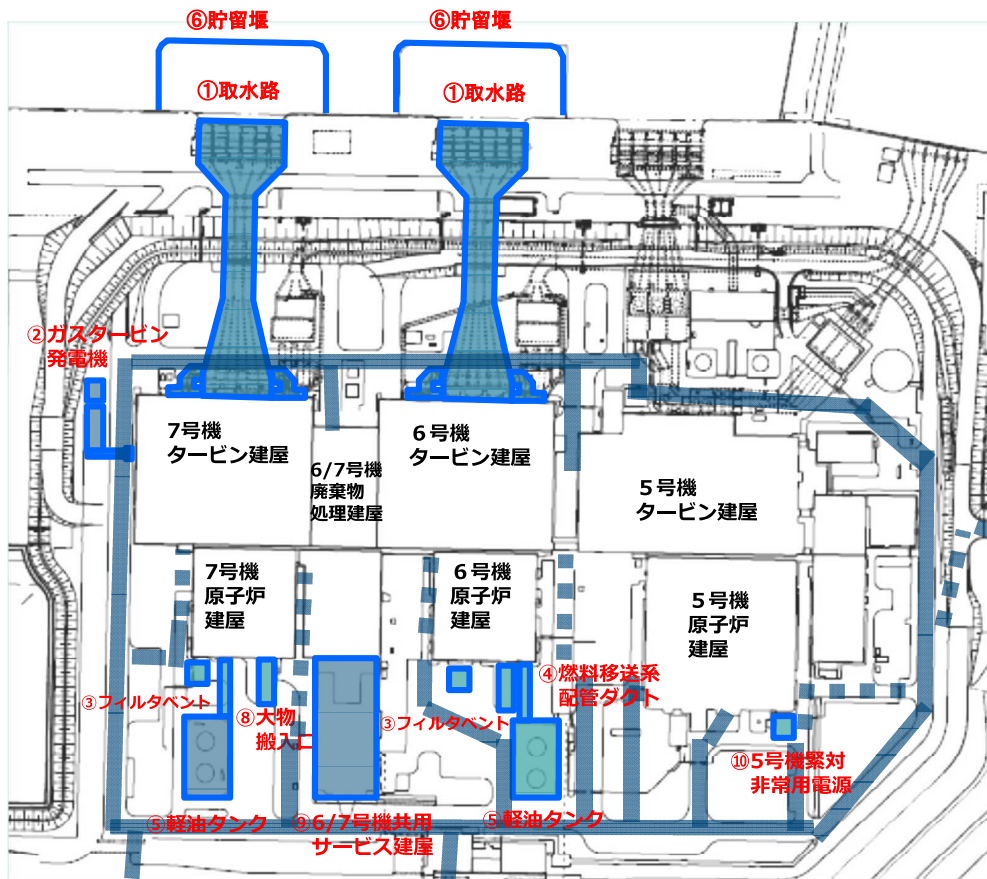 ⑥貯留堰
⑥貯留堰
①取水路
①取水路
②ガスタービン
発電機
7号機
タービン建屋
6/7号機
廃棄物
処理建屋
６号機
タービン建屋
５号機
タービン建屋
7号機
原子炉
建屋
６号機
原子炉
建屋
５号機
原子炉
建屋
③フィルタベント
⑧大物
搬入口
③フィルタベント
④燃料移送系
配管ダクト
⑩5号機緊対
非常用電源
⑤軽油タンク
⑨6/7号機共用
サービス建屋
⑤軽油タンク